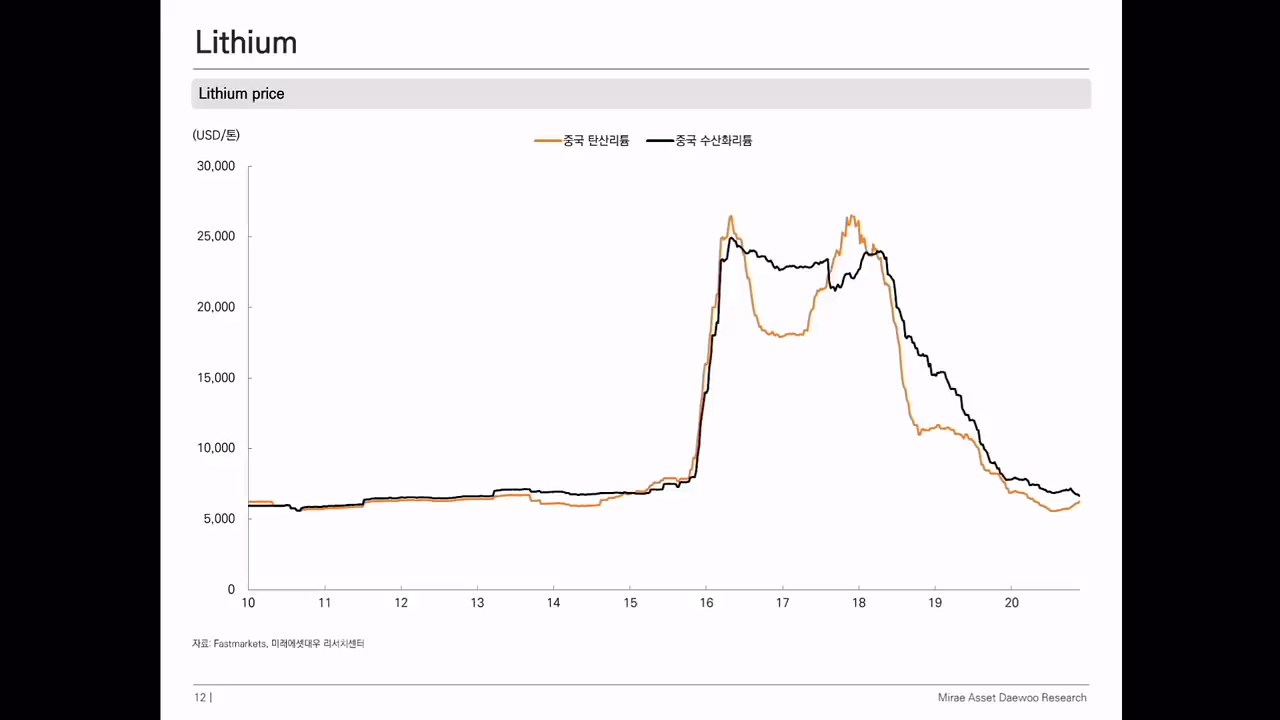 Lithium
Lithium price
(USD/톤)
중국 탄산리튬 중국 수산화리튬
30,000
25,000
20,000
15,000
10,000
5,000
0
10 11 12 13 14 15 16 17 18 19 20
자료: Fastmarkets, 미래에셋대우 리서치센터
12 |
Mirae Asset Daewoo Research